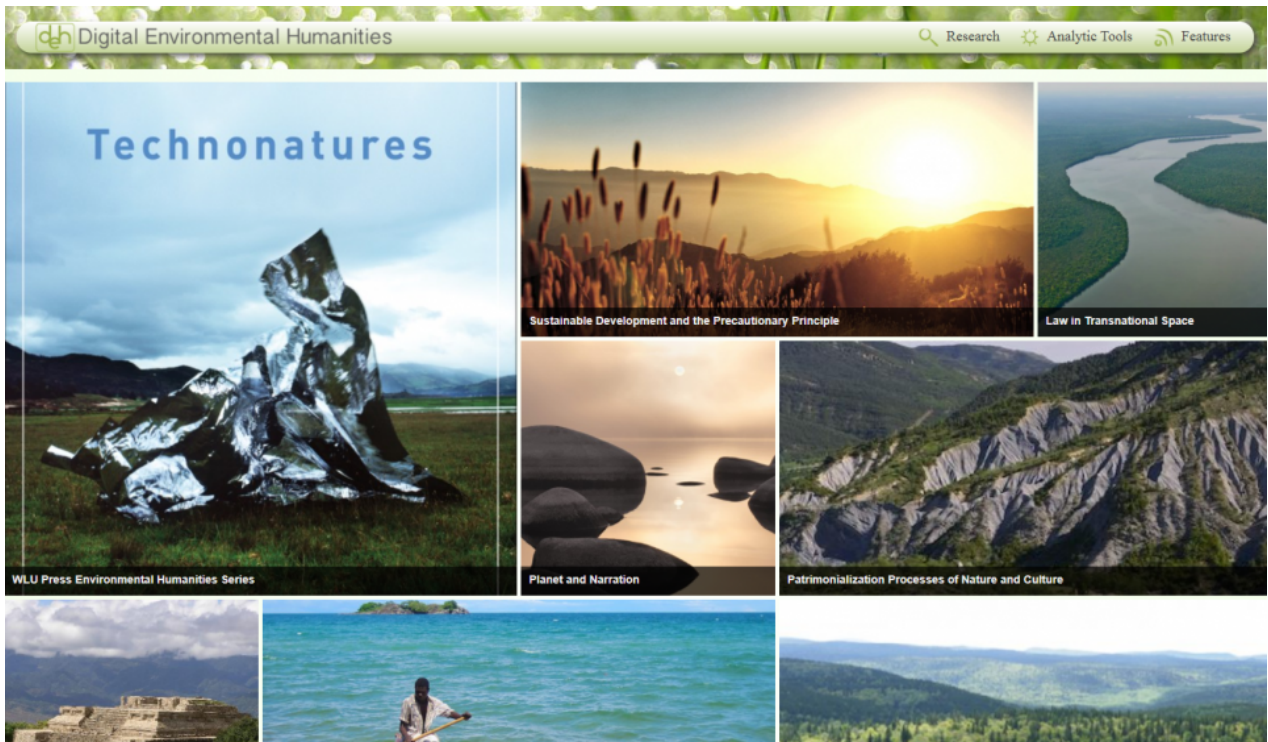 deh Digital Environmental Humanities
Research Analytic Tools Features
Technonatures
Sustainable Development and the Precautionary Principle
Law in Transnational Space
WLU Press Environmental Humanities Series
Planet and Narration
Patrimonialization Processes of Nature and Culture